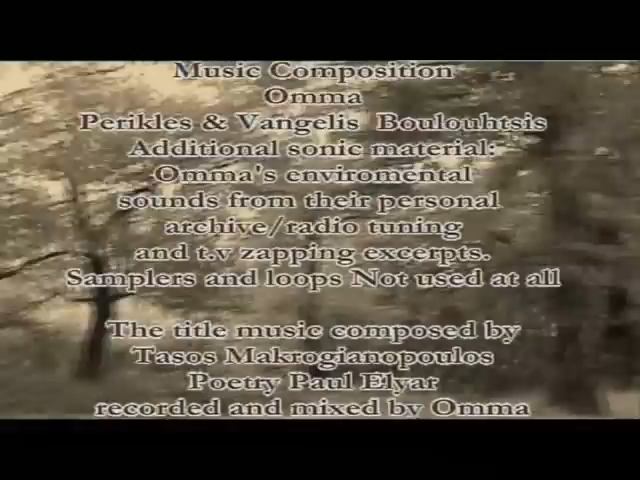 Music Composition
Omma
Perikles & Vangelis Boulouhtsis
Additional sonic material:
Omma's enviromental
sounds from their personal
archive/radio tuning
and t.v zapping excerpts.
Samplers and loops Not used at all
The title music composed by
Tasos Makrogianopoulos
Poetry Paul Elyar
recorded and mixed by Omma